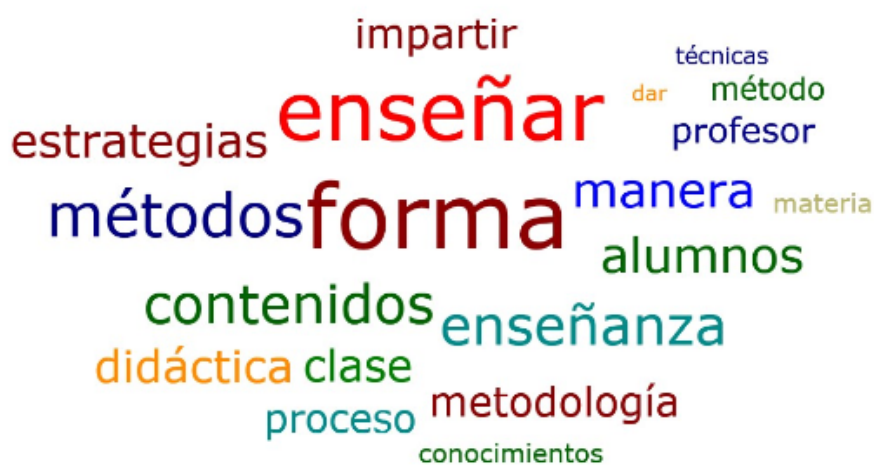 impartir
técnicas
enseñar
dar
método
estrategias
profesor
métodos
forma
manera
materia
alumnos
contenidos
enseñanza
didáctica
clase
proceso
metodología
conocimientos